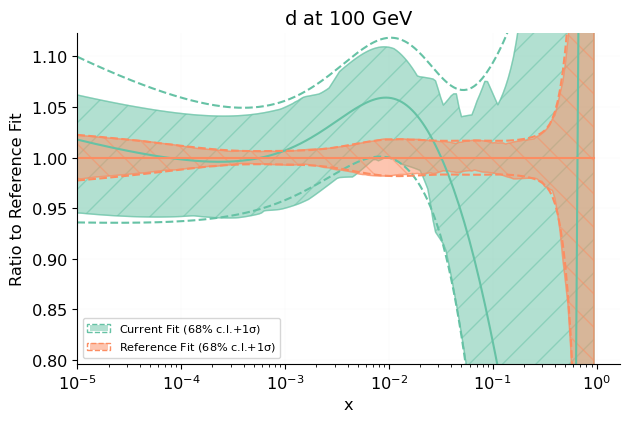 d at 100 GeV
Ratio to Reference Fit
1.10
1.05
1.00
0.95
0.90
0.85
0.80
Current Fit (68% c.l.+1σ)
Reference Fit (68% c.l.+1σ)
10⁻⁵ 10⁻⁴ 10⁻³ 10⁻² 10⁻¹ 10⁰
x